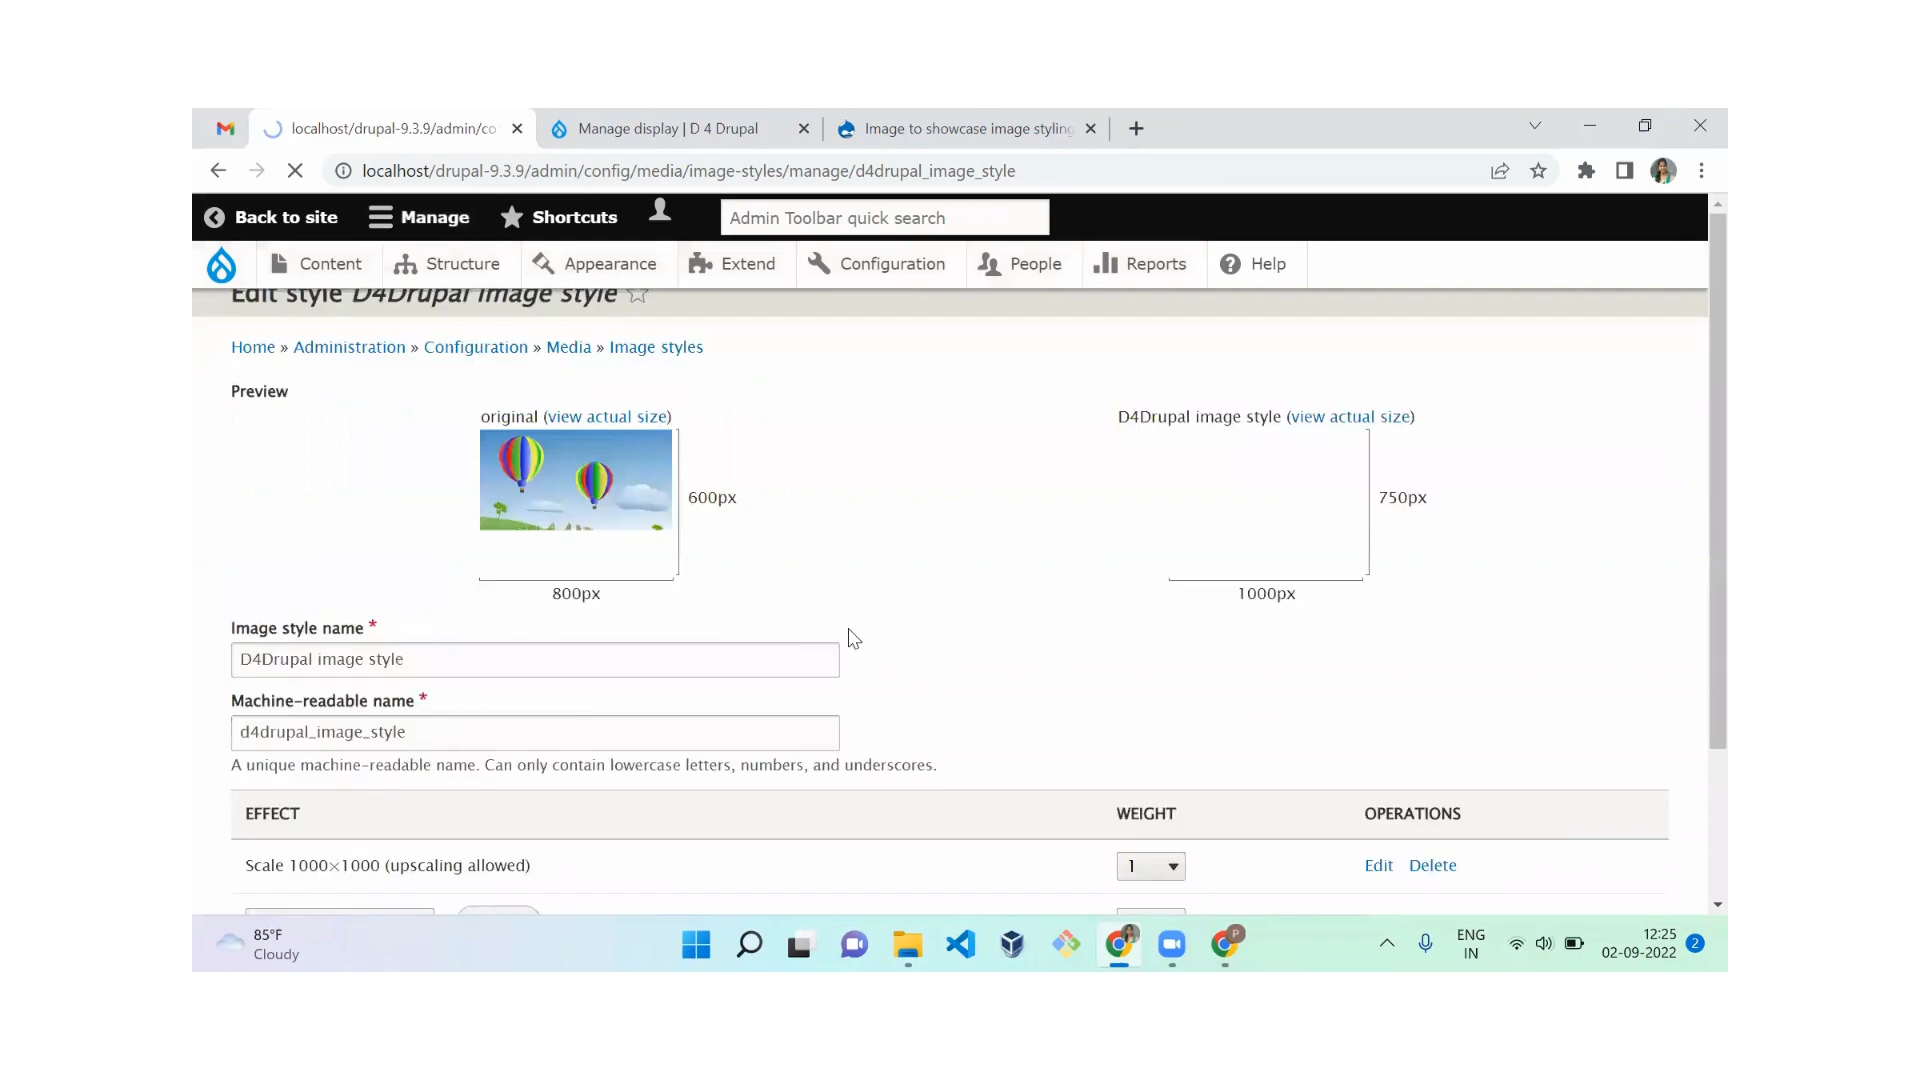 localhost/drupal-9.3.9/admin/co
Manage display | D 4 Drupal
Image to showcase image styling
localhost/drupal-9.3.9/admin/config/media/image-styles/manage/d4drupal_image_style
Back to site
Manage
Shortcuts
Admin Toolbar quick search
Content
Structure
Appearance
Extend
Configuration
People
Reports
Help
Edit style D4Drupal image style
Home » Administration » Configuration » Media » Image styles
Preview
original (view actual size)
D4Drupal image style (view actual size)
600px
750px
800px
1000px
Image style name *
D4Drupal image style
Machine-readable name *
d4drupal_image_style
A unique machine-readable name. Can only contain lowercase letters, numbers, and underscores.
EFFECT
WEIGHT
OPERATIONS
Scale 1000×1000 (upscaling allowed)
1
Edit
Delete
85°F
Cloudy
P
ENG
IN
12:25
02-09-2022
2